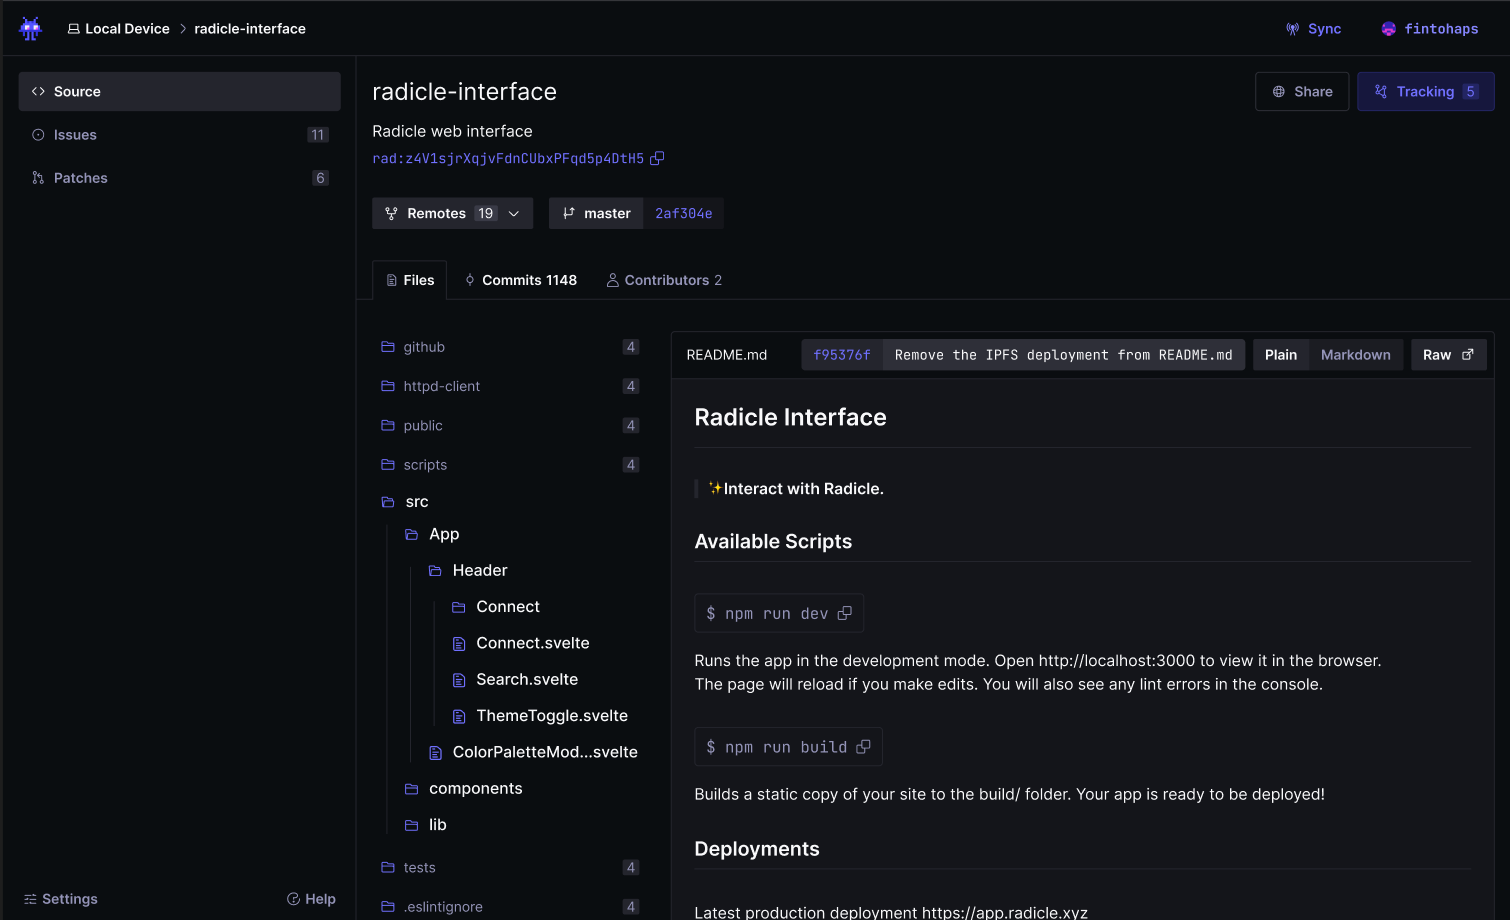 Local Device > radicle-interface
Sync
fintohaps
Source
Issues 11
Patches 6
Settings
Help
radicle-interface
Share
Tracking 5
Radicle web interface
rad:z4V1sjrXqjvFdnCUbxPFqd5p4DtH5
Remotes 19
master 2af304e
Files
Commits 1148
Contributors 2
github 4
httpd-client 4
public 4
scripts 4
src
App
Header
Connect
Connect.svelte
Search.svelte
ThemeToggle.svelte
ColorPaletteMod...svelte
components
lib
tests 4
.eslintignore 4
README.md
f95376f Remove the IPFS deployment from README.md
Plain Markdown
Raw
Radicle Interface
✨Interact with Radicle.
Available Scripts
$ npm run dev
Runs the app in the development mode. Open http://localhost:3000 to view it in the browser.
The page will reload if you make edits. You will also see any lint errors in the console.
$ npm run build
Builds a static copy of your site to the build/ folder. Your app is ready to be deployed!
Deployments
Latest production deployment https://app.radicle.xyz